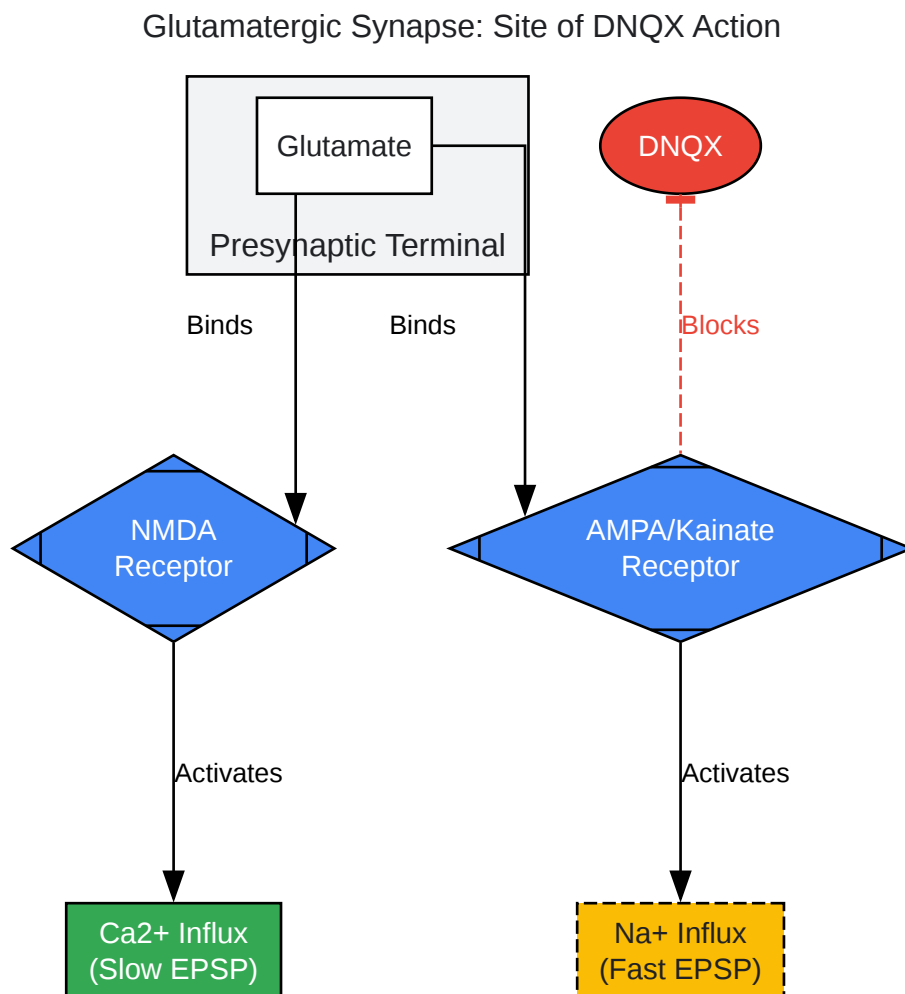 Glutamatergic Synapse: Site of DNQX Action
Glutamate
DNQX
Presynaptic Terminal
Binds
Binds
Blocks
NMDA
Receptor
AMPA/Kainate
Receptor
Activates
Activates
Ca2+ Influx
(Slow EPSP)
Na+ Influx
(Fast EPSP)